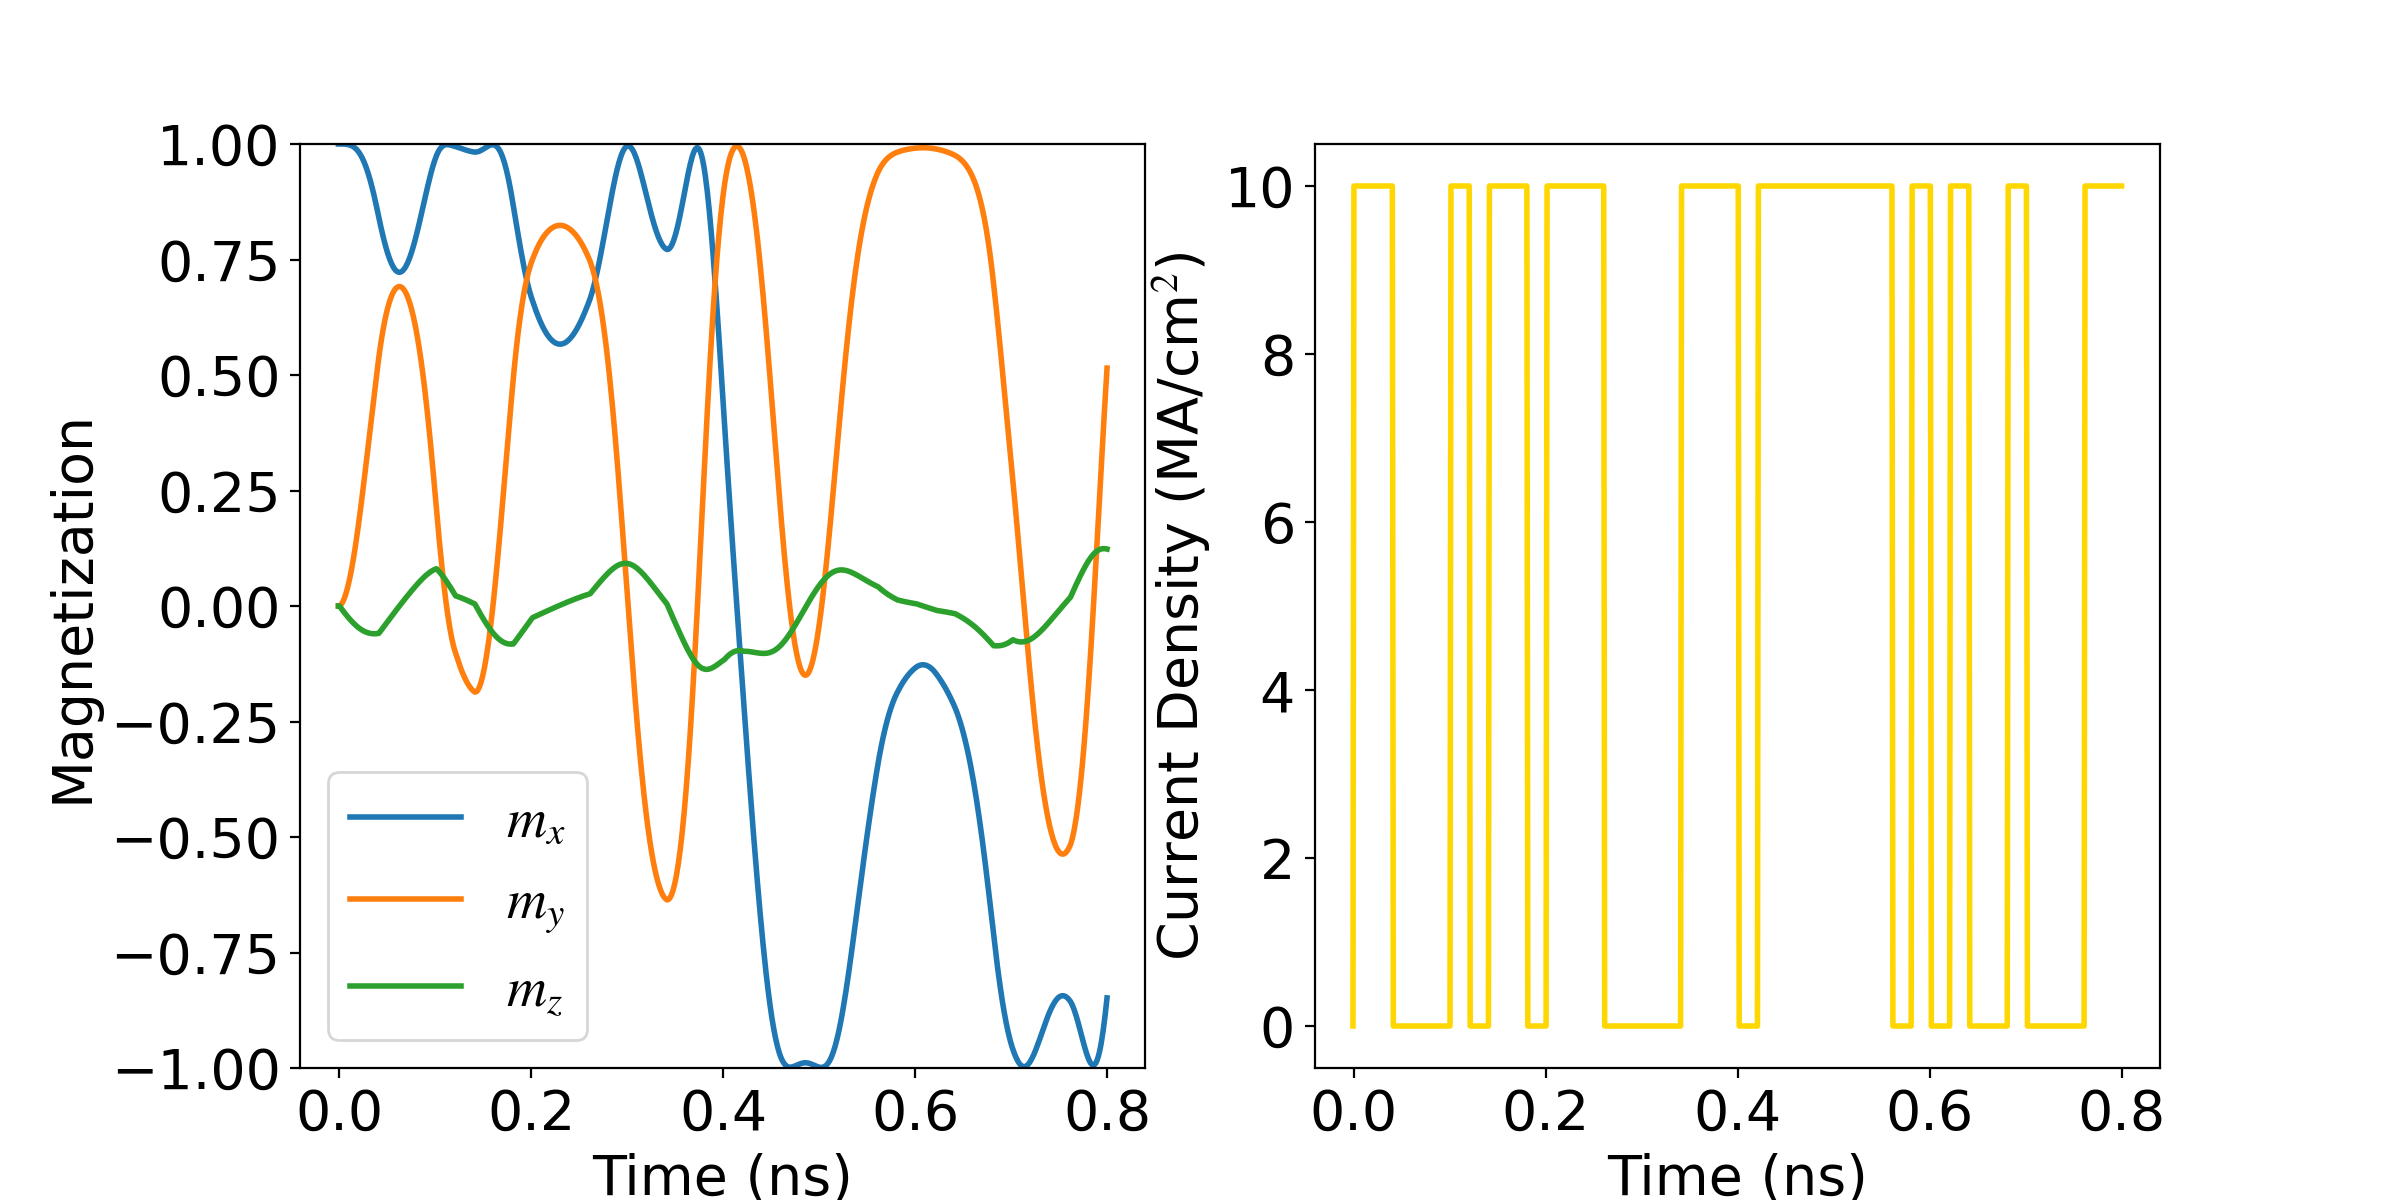 Magnetization
1.00
0.75
0.50
0.25
0.00
−0.25
−0.50
−0.75
−1.00
m_x
m_y
m_z
0.0 0.2 0.4 0.6 0.8
Time (ns)
Current Density (MA/cm²)
10
8
6
4
2
0
0.0 0.2 0.4 0.6 0.8
Time (ns)